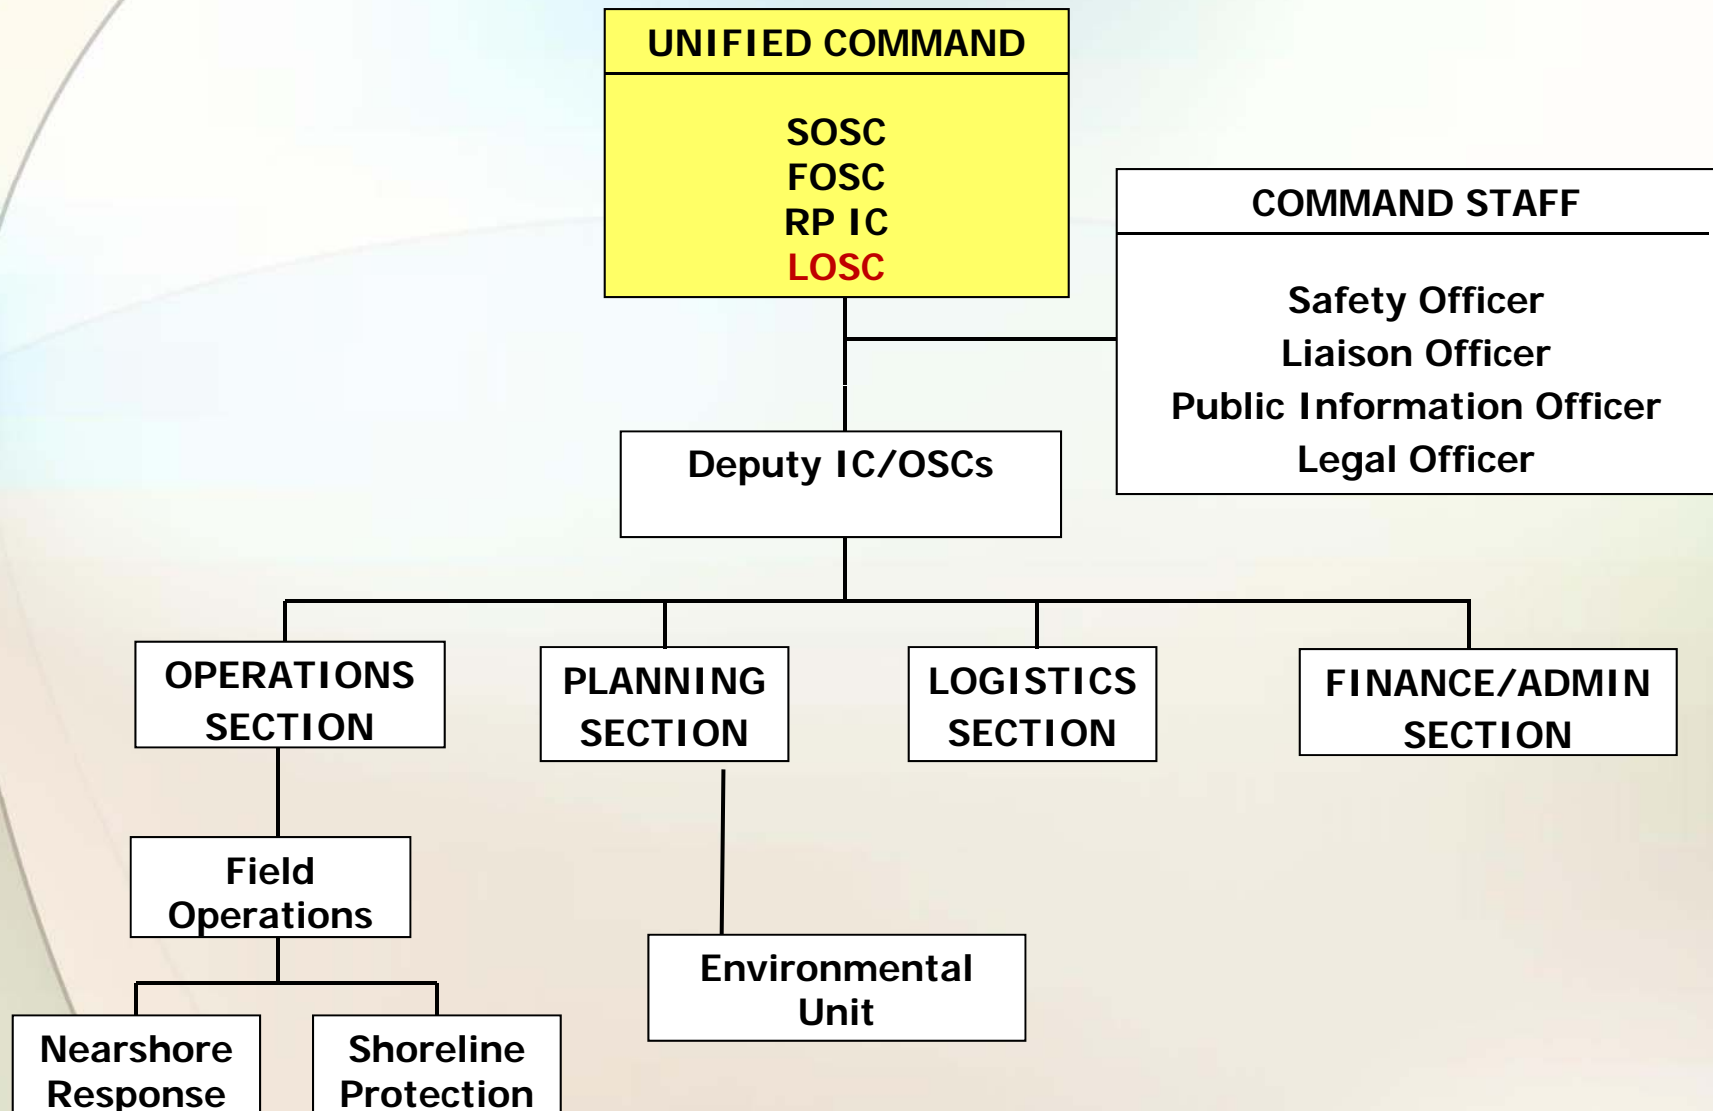 UNIFIED COMMAND
SOSC
FOSC
RP IC
LOSC
COMMAND STAFF
Safety Officer
Liaison Officer
Public Information Officer
Legal Officer
Deputy IC/OSCs
OPERATIONS
SECTION
PLANNING
SECTION
LOGISTICS
SECTION
FINANCE/ADMIN
SECTION
Field
Operations
Environmental
Unit
Nearshore
Response
Shoreline
Protection